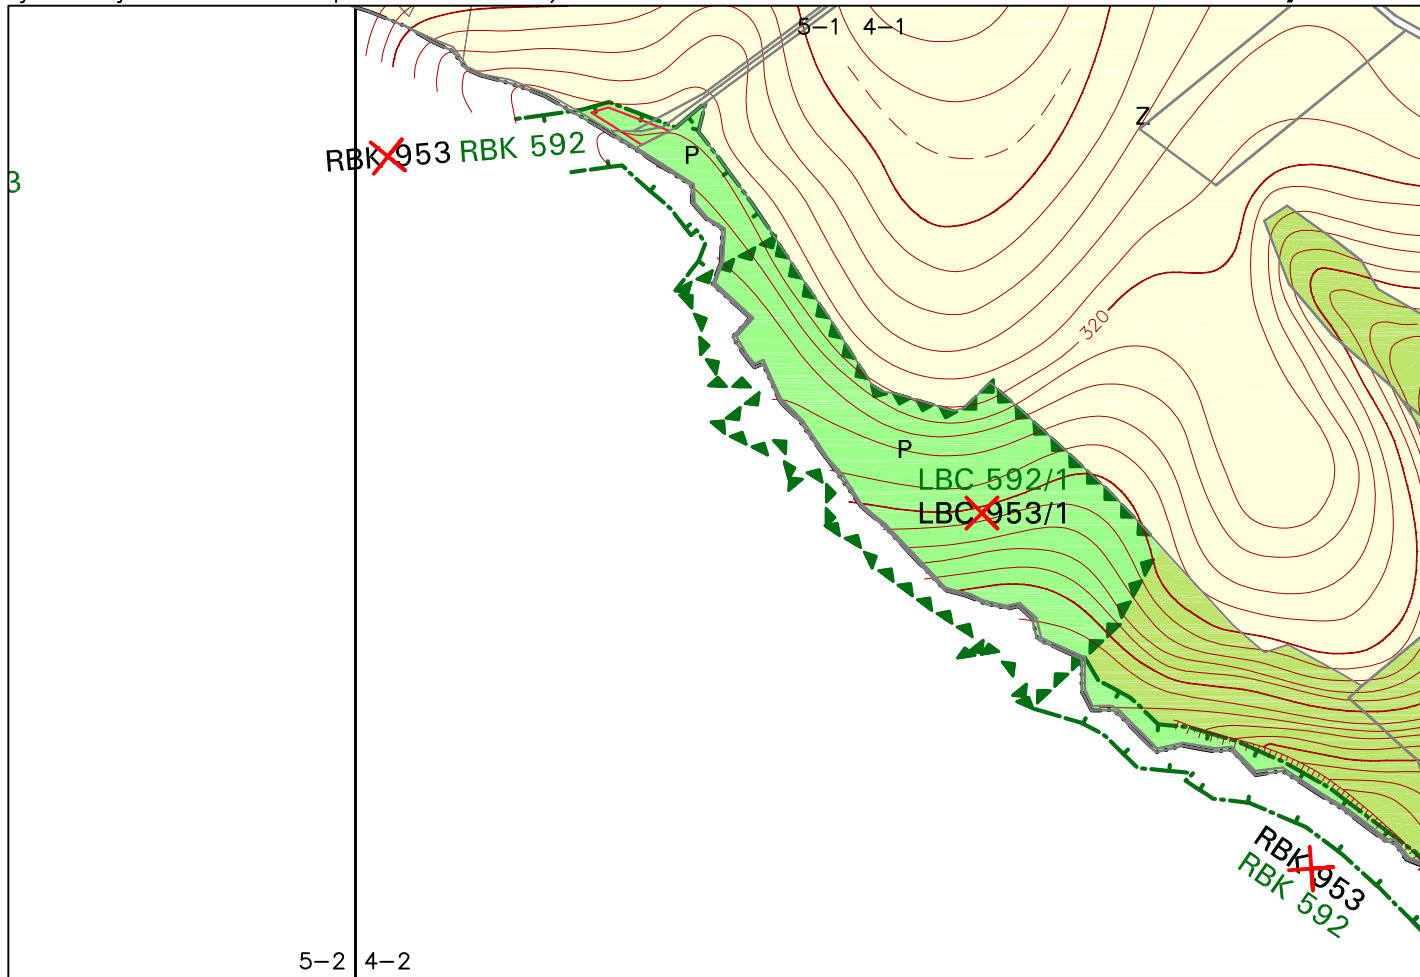 5-1 4-1
Z
RBK 953 RBK 592
P
3
320
P
LBC 592/1
LBC 953/1
RBK 953
RBK 592
5-2 4-2